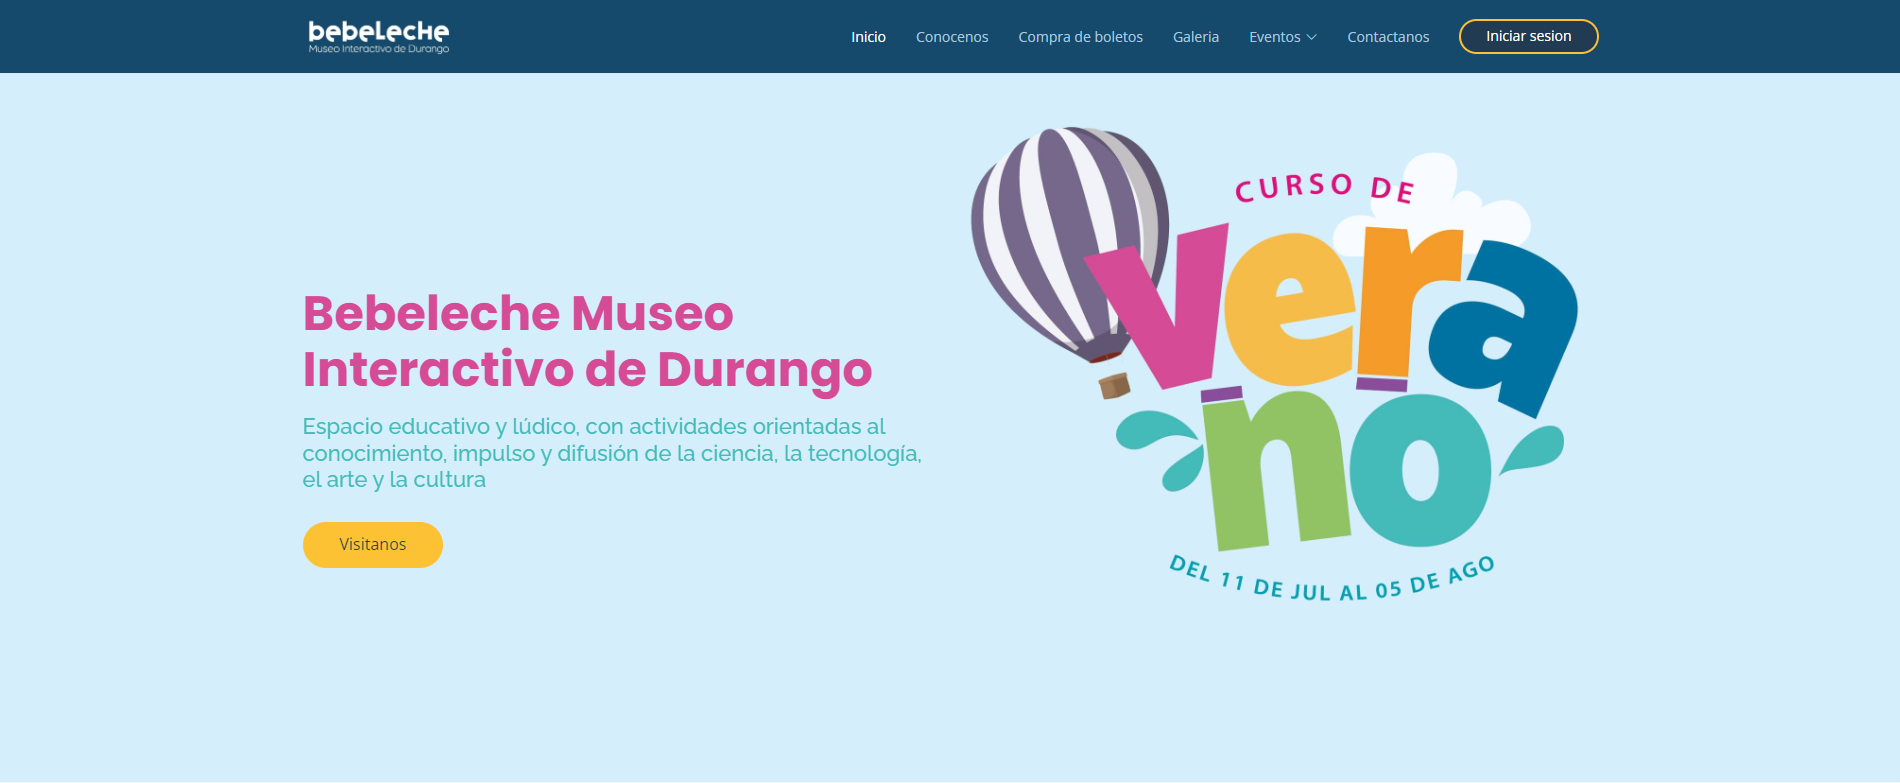 bebeleche
Museo Interactivo de Durango
Inicio
Conocenos
Compra de boletos
Galeria
Eventos
Contactanos
Iniciar sesion
Bebeleche Museo
Interactivo de Durango
Espacio educativo y lúdico, con actividades orientadas al
conocimiento, impulso y difusión de la ciencia, la tecnología,
el arte y la cultura
Visitanos
CURSO DE
vera
no
DEL 11 DE JUL AL 05 DE AGO